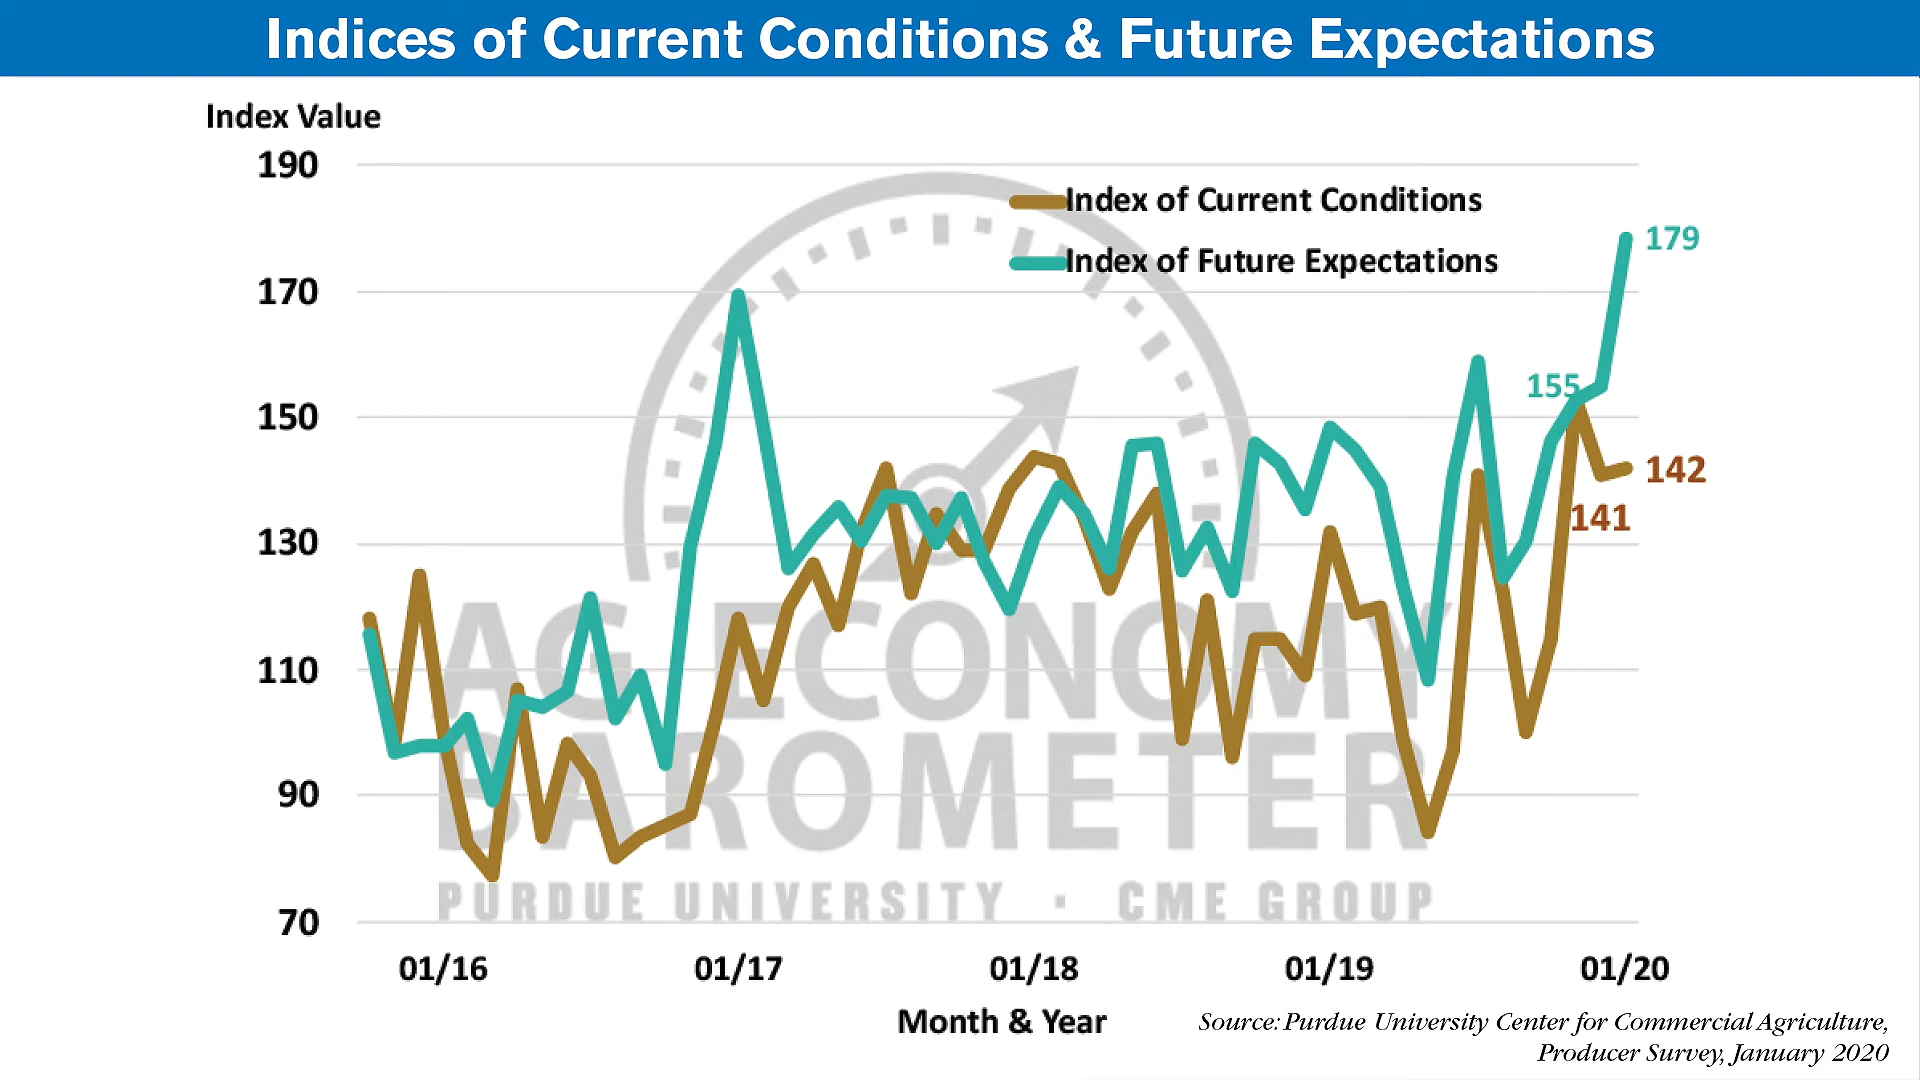 Indices of Current Conditions & Future Expectations
Index Value
190
170
150
130
110
90
70
Index of Current Conditions
Index of Future Expectations
179
155
142
141
AG ECONOMY
BAROMETER
PURDUE UNIVERSITY · CME GROUP
01/16 01/17 01/18 01/19 01/20
Month & Year
Source: Purdue University Center for Commercial Agriculture,
Producer Survey, January 2020